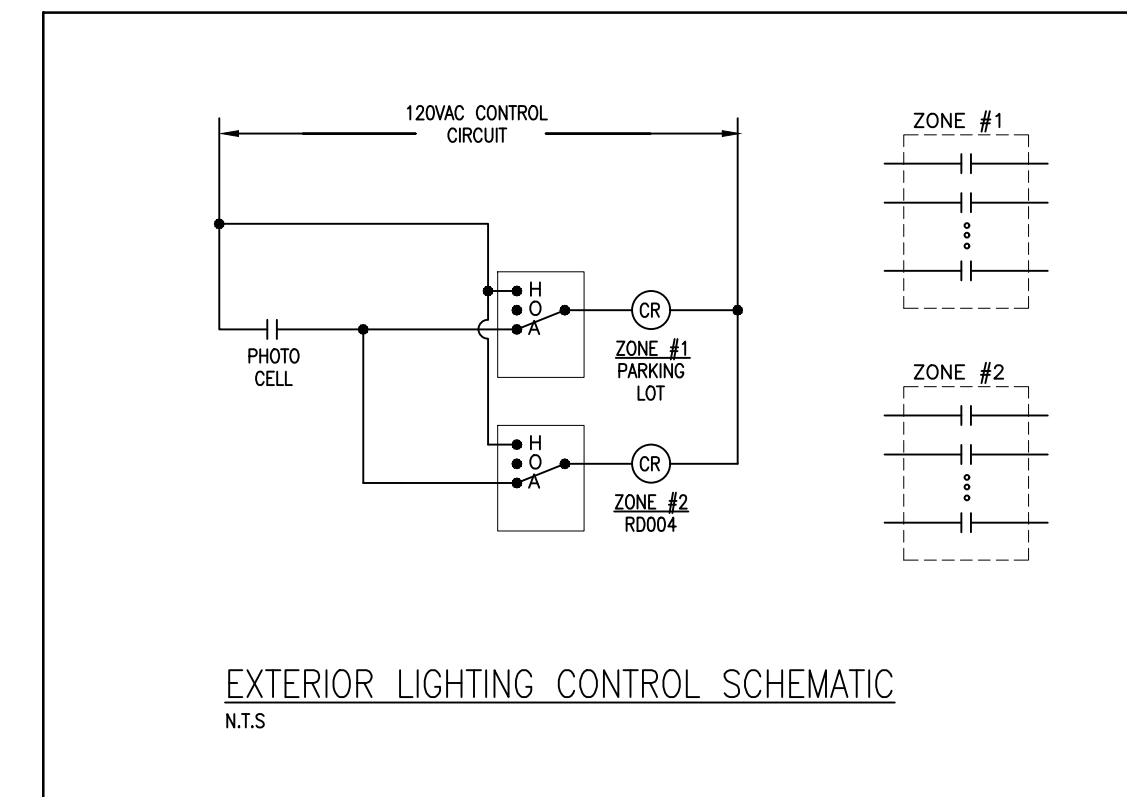 120VAC CONTROL
CIRCUIT
ZONE #1
H
O
A
CR
PHOTO
CELL
ZONE #1
PARKING
LOT
ZONE #2
H
O
A
CR
ZONE #2
RD004
EXTERIOR LIGHTING CONTROL SCHEMATIC
N.T.S